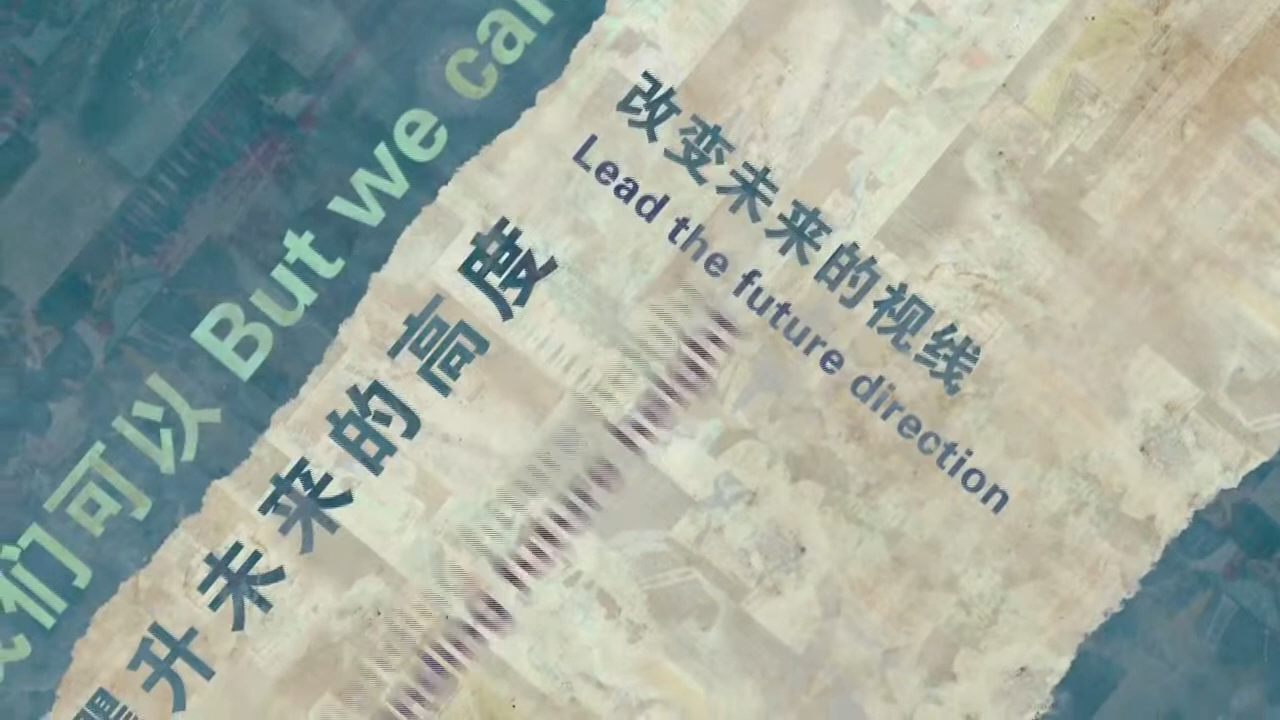 们可以 But we can
升未来的高度
改变未来的视线
Lead the future direction